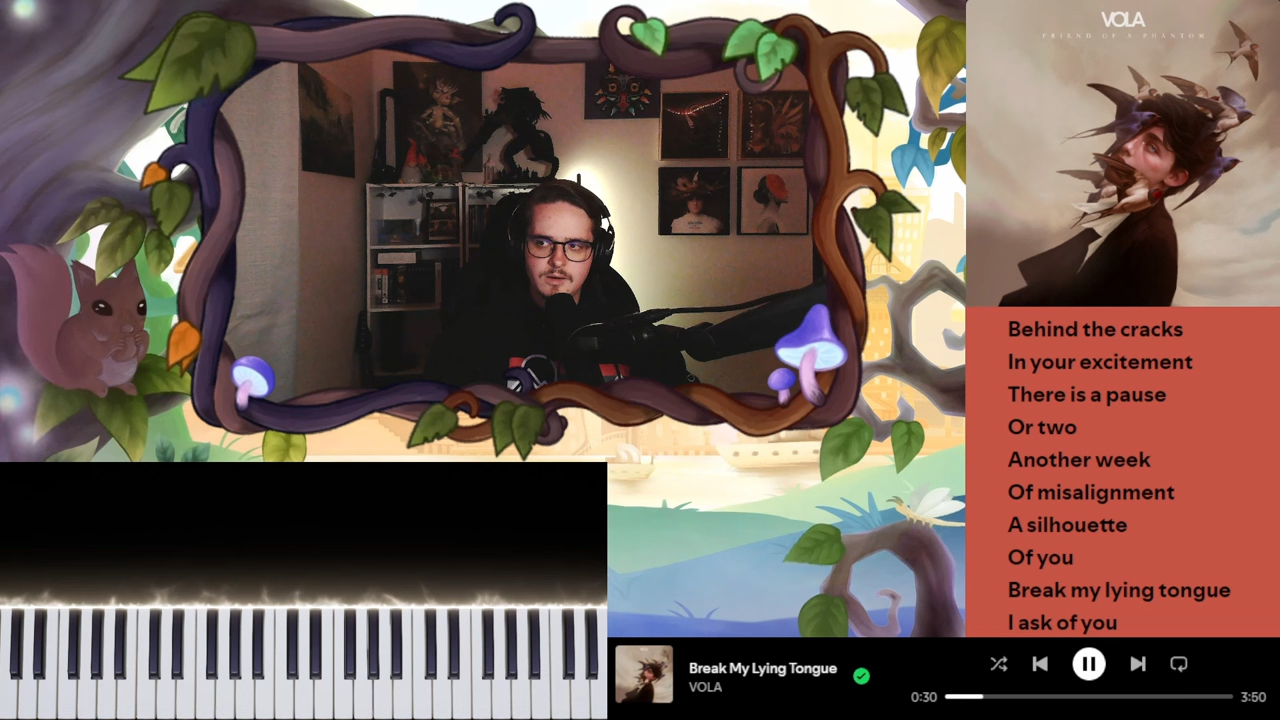 VOLA
FRIEND OF A PHANTOM
Behind the cracks
In your excitement
There is a pause
Or two
Another week
Of misalignment
A silhouette
Of you
Break my lying tongue
I ask of you
Break My Lying Tongue
VOLA
0:30
3:50